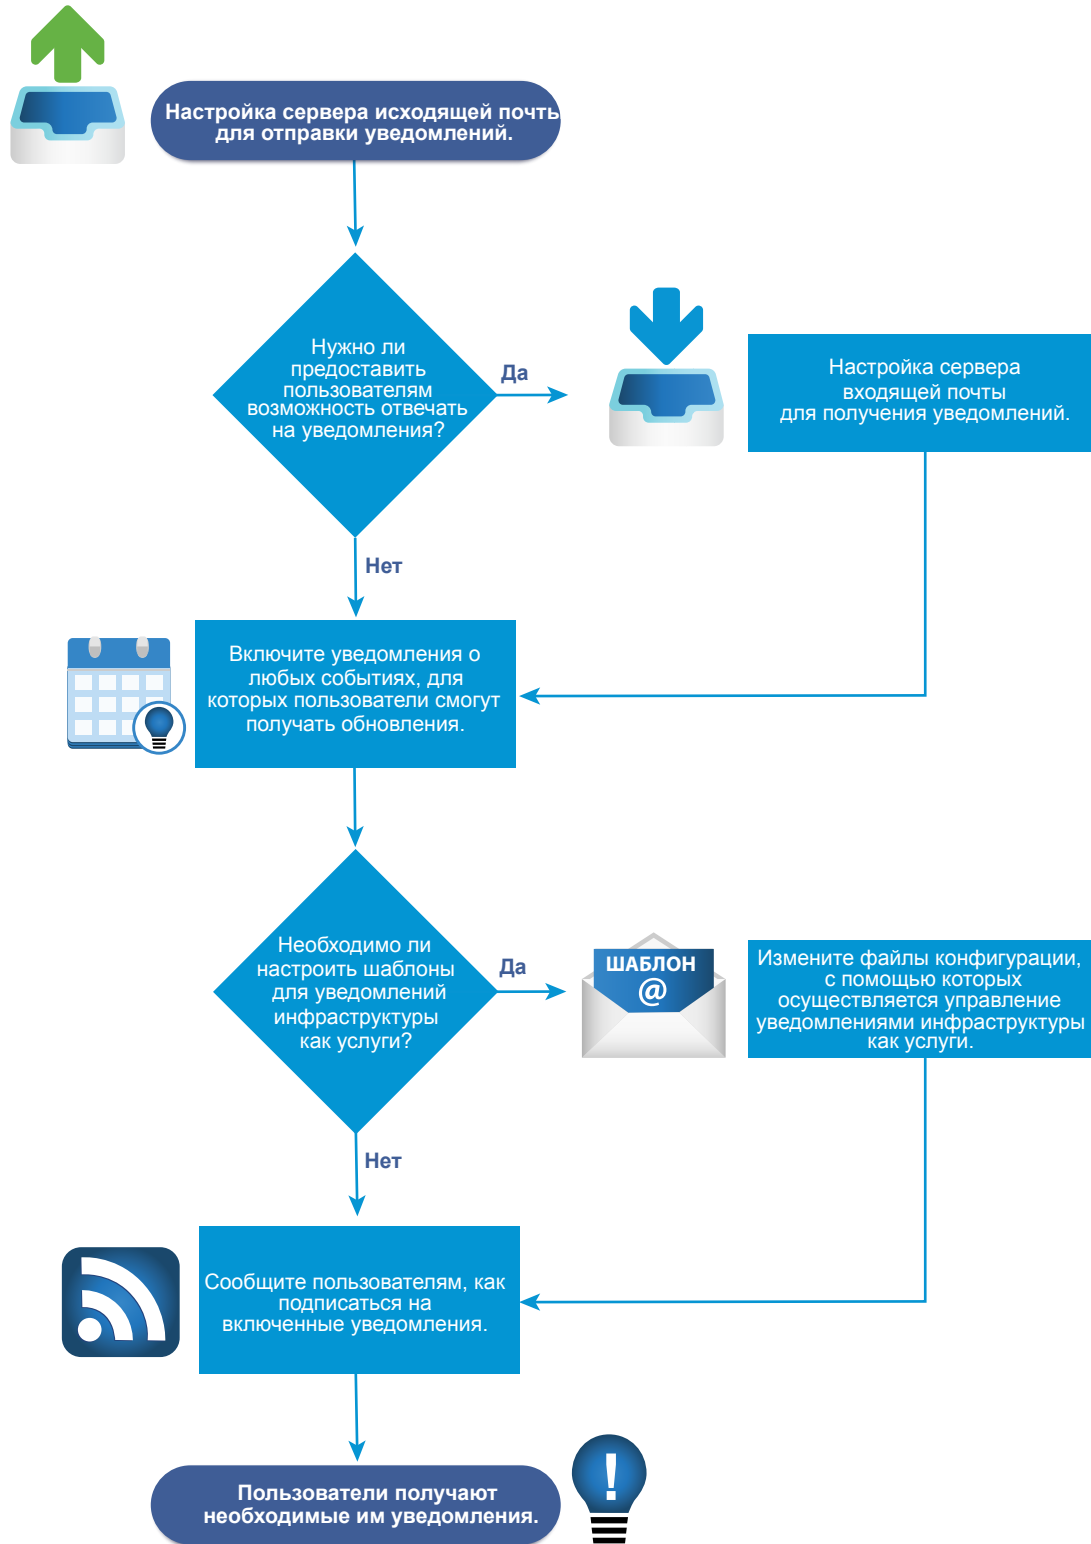 Настройка сервера исходящей почть
для отправки уведомлений.
Нужно ли
предоставить
пользователям
возможность отвечать
на уведомления?
Да
Настройка сервера
входящей почты
для получения уведомлений.
Нет
Включите уведомления о
любых событиях, для
которых пользователи смогут
получать обновления.
Необходимо ли
настроить шаблоны
для уведомлений
инфраструктуры
как услуги?
Да
ШАБЛОН
@
Измените файлы конфигурации,
с помощью которых
осуществляется управление
уведомлениями инфраструктуры
как услуги.
Нет
Сообщите пользователям, как
подписаться на
включенные уведомления.
Пользователи получают
необходимые им уведомления.
!